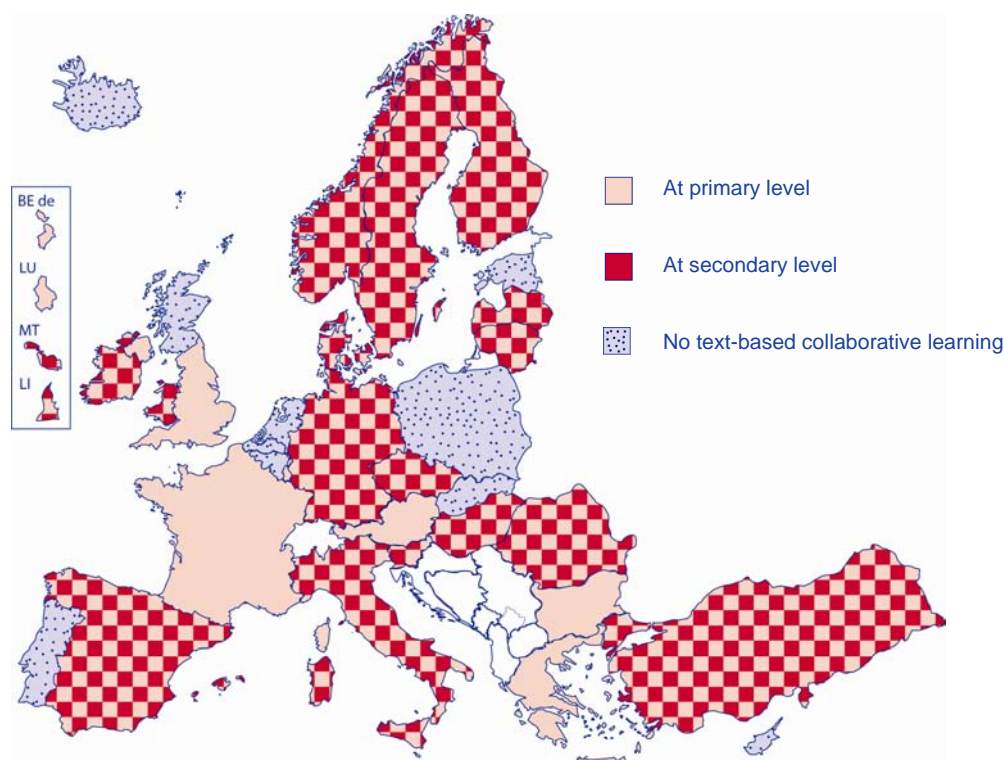 BE de
LU
MT
LI
At primary level
At secondary level
No text-based collaborative learning